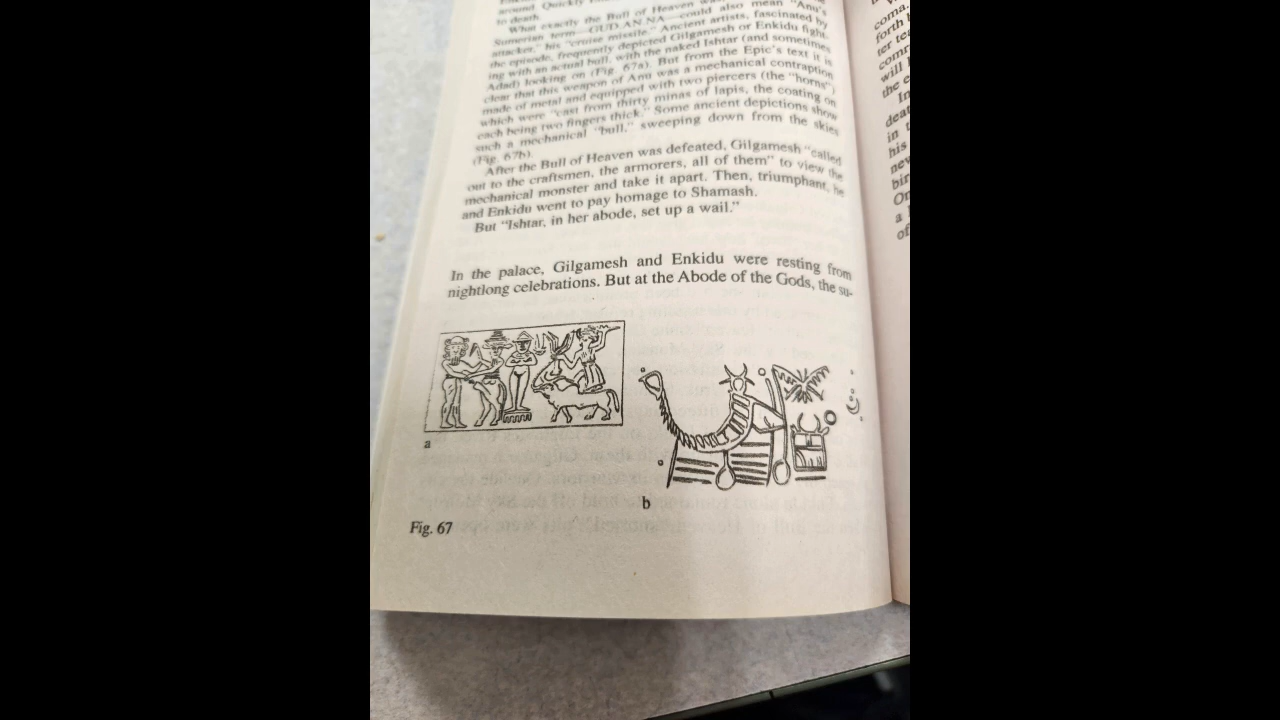 around. Quickly
to death.
What exactly the Bull of Heaven was,
Sumerian term—GUD.AN.NA—could also mean "Anu's
attacker," his "cruise missile." Ancient artists, fascinated by
the episode, frequently depicted Gilgamesh or Enkidu fight-
ing with an actual bull, with the naked Ishtar (and sometimes
Adad) looking on (Fig. 67a). But from the Epic's text it is
clear that this weapon of Anu was a mechanical contraption
made of metal and equipped with two piercers (the "horns")
which were "cast from thirty minas of lapis, the coating on
each being two fingers thick." Some ancient depictions show
such a mechanical "bull," sweeping down from the skies
(Fig. 67b).
After the Bull of Heaven was defeated, Gilgamesh "called
out to the craftsmen, the armorers, all of them" to view the
mechanical monster and take it apart. Then, triumphant, he
and Enkidu went to pay homage to Shamash.
But "Ishtar, in her abode, set up a wail."
In the palace, Gilgamesh and Enkidu were resting from
nightlong celebrations. But at the Abode of the Gods, the su-
a
b
Fig. 67
coma.
forth
ter
will
the
In
in
his
a
of